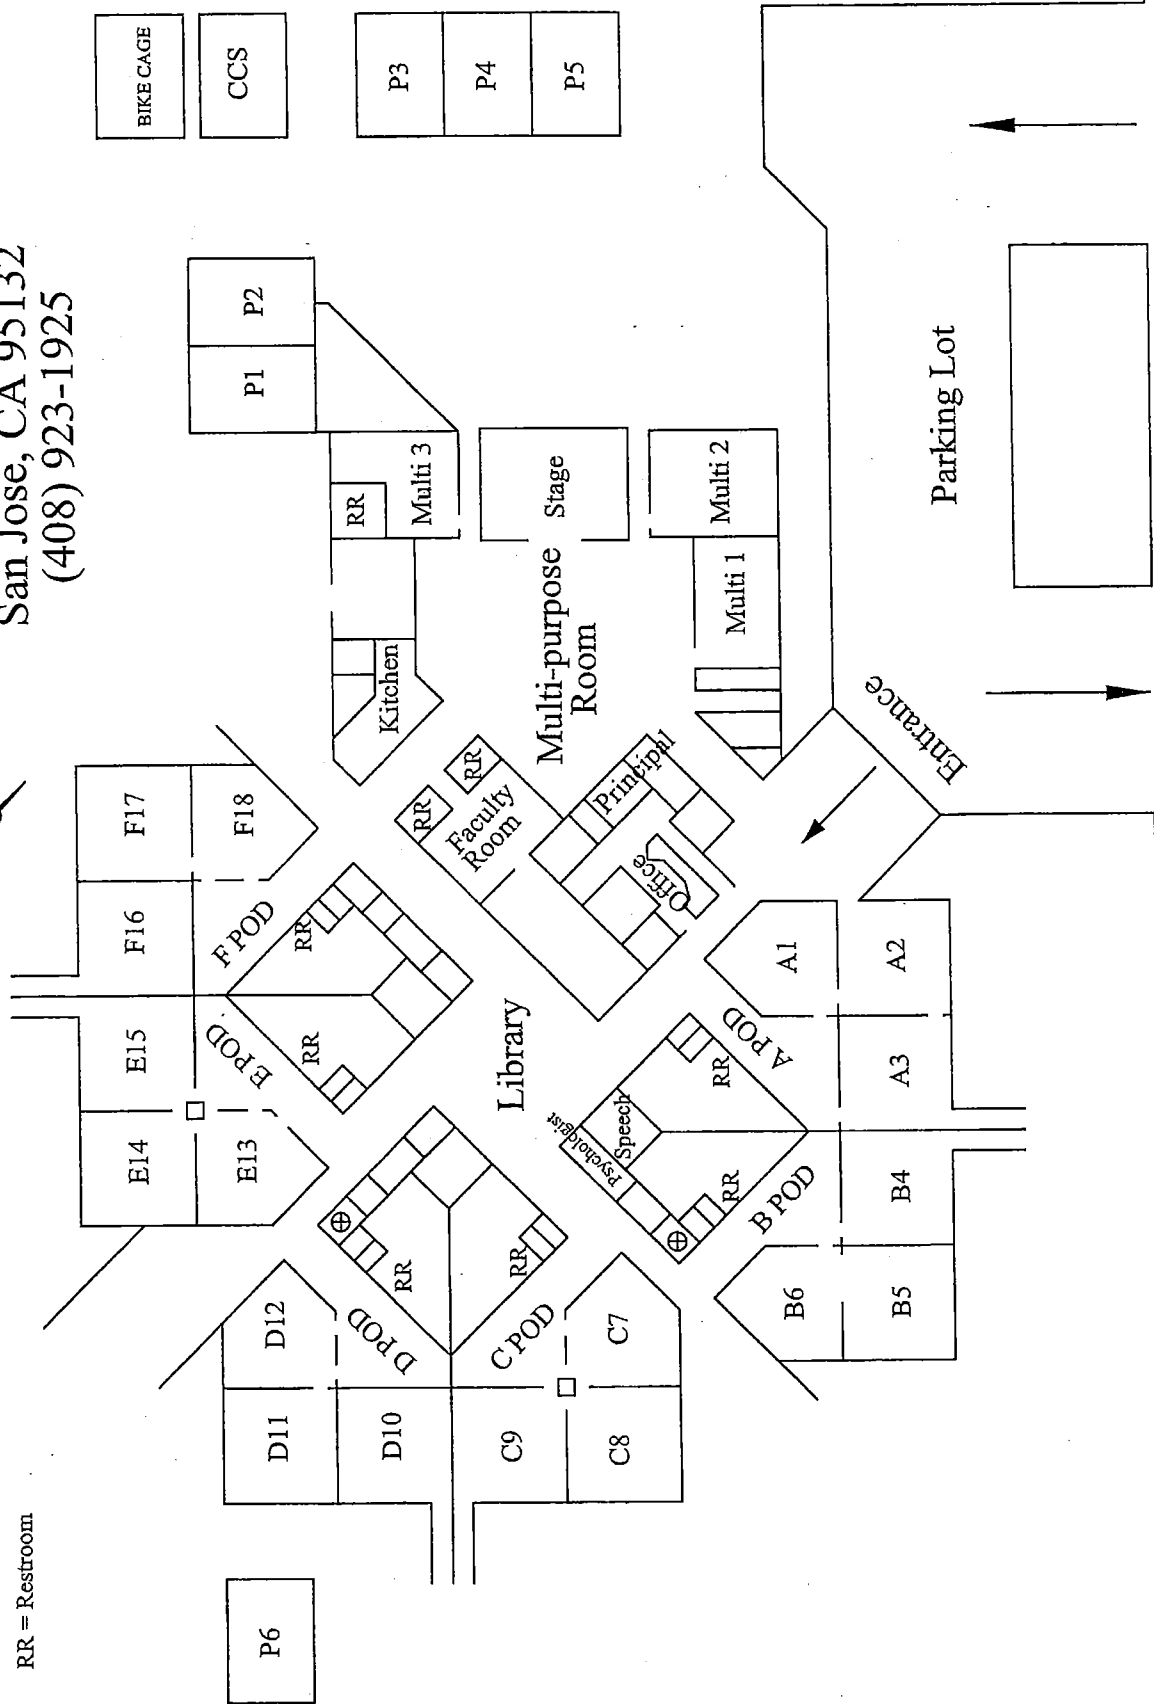 San Jose, CA 95132
(408) 923-1925
RR = Restroom
BIKE CAGE
CCS
P3
P4
P5
P1
P2
RR
Multi 3
Kitchen
Stage
Multi-purpose
Room
Multi 1
Multi 2
Parking Lot
Entrance
RR
RR
Faculty
Room
Principal
Office
Library
F17
F18
F16
F POD
RR
E15
E14
E13
E POD
RR
D12
D11
D10
D POD
RR
C9
C8
C7
C POD
RR
B6
B5
B4
B POD
RR
Psychologist
Speech
A1
A2
A3
A POD
RR
P6